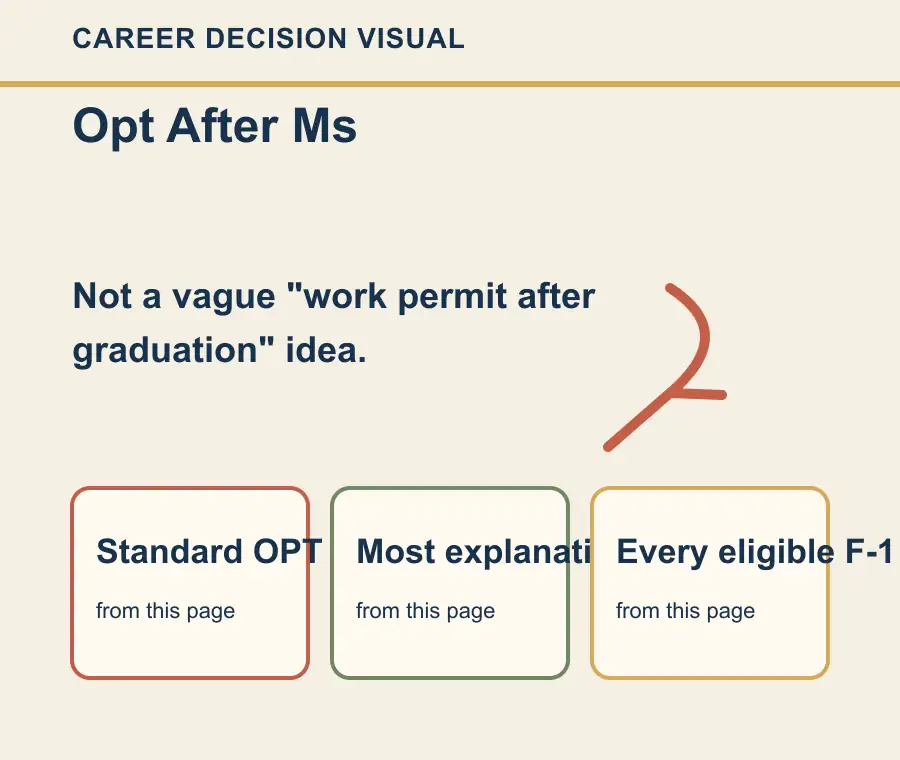 CAREER DECISION VISUAL
Opt After Ms
Not a vague "work permit after
graduation" idea.
Standard OPT
Most explanati
Every eligible F-1
from this page
from this page
from this page